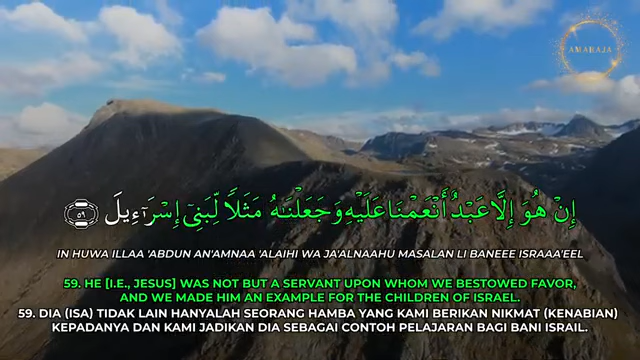 AMARAJA
إِنْ هُوَ إِلَّا عَبْدٌ أَنْعَمْنَا عَلَيْهِ وَجَعَلْنَٰهُ مَثَلًا لِّبَنِىٓ إِسْرَٰٓءِيلَ ٥٩
IN HUWA ILLAA 'ABDUN AN'AMNAA 'ALAIHI WA JA'ALNAAHU MASALAN LI BANEEE ISRAAA'EEL
59. HE [I.E., JESUS] WAS NOT BUT A SERVANT UPON WHOM WE BESTOWED FAVOR,
AND WE MADE HIM AN EXAMPLE FOR THE CHILDREN OF ISRAEL.
59. DIA (ISA) TIDAK LAIN HANYALAH SEORANG HAMBA YANG KAMI BERIKAN NIKMAT (KENABIAN)
KEPADANYA DAN KAMI JADIKAN DIA SEBAGAI CONTOH PELAJARAN BAGI BANI ISRAIL.